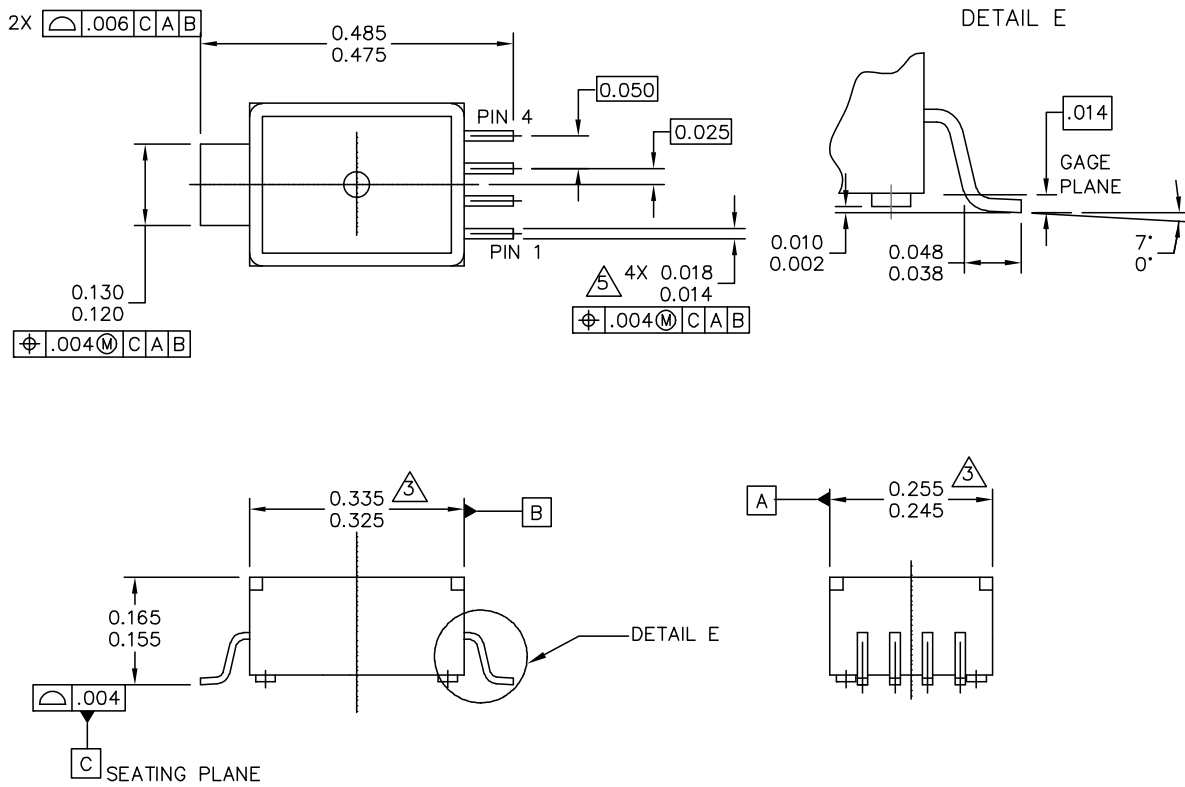 2X ⌓ .006 C A B
0.485
0.475
DETAIL E
0.050
PIN 4
0.025
.014
GAGE
PLANE
PIN 1
0.130
0.120
⌖ .004 Ⓜ C A B
5 4X 0.018
0.014
⌖ .004 Ⓜ C A B
0.010
0.002
0.048
0.038
7°
0°
0.335 3
0.325
B
A
0.255 3
0.245
0.165
0.155
DETAIL E
⌓ .004
C SEATING PLANE